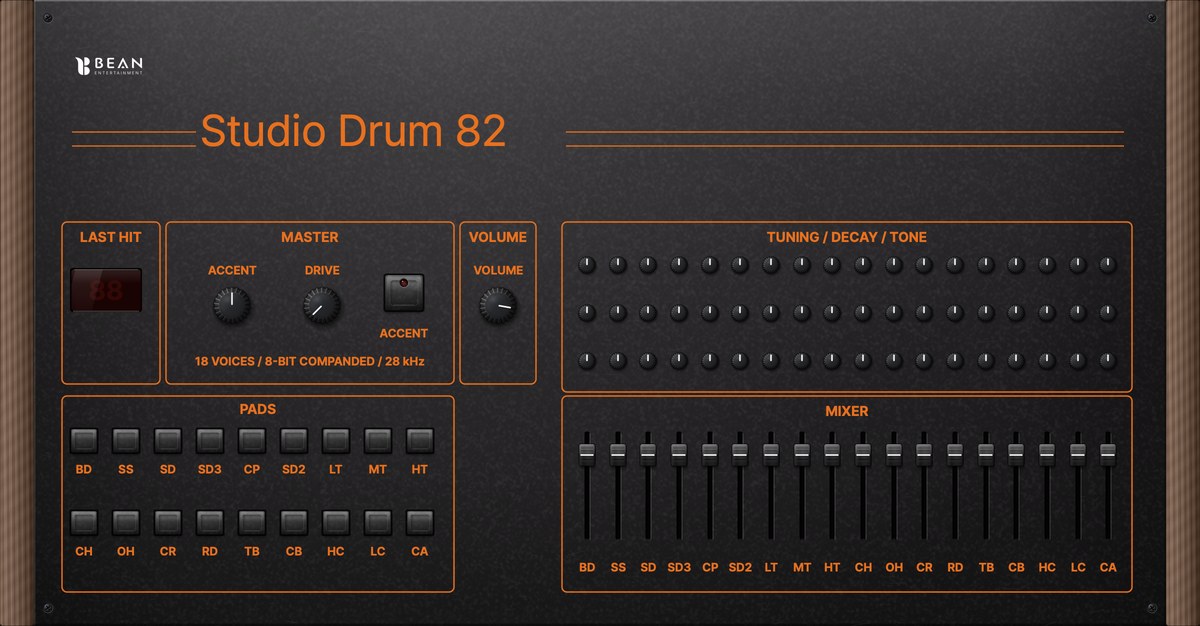 BEAN
ENTERTAINMENT
Studio Drum 82
LAST HIT
88
MASTER
ACCENT DRIVE
ACCENT
18 VOICES / 8-BIT COMPANDED / 28 kHz
VOLUME
VOLUME
TUNING / DECAY / TONE
PADS
BD SS SD SD3 CP SD2 LT MT HT
CH OH CR RD TB CB HC LC CA
MIXER
BD SS SD SD3 CP SD2 LT MT HT CH OH CR RD TB CB HC LC CA